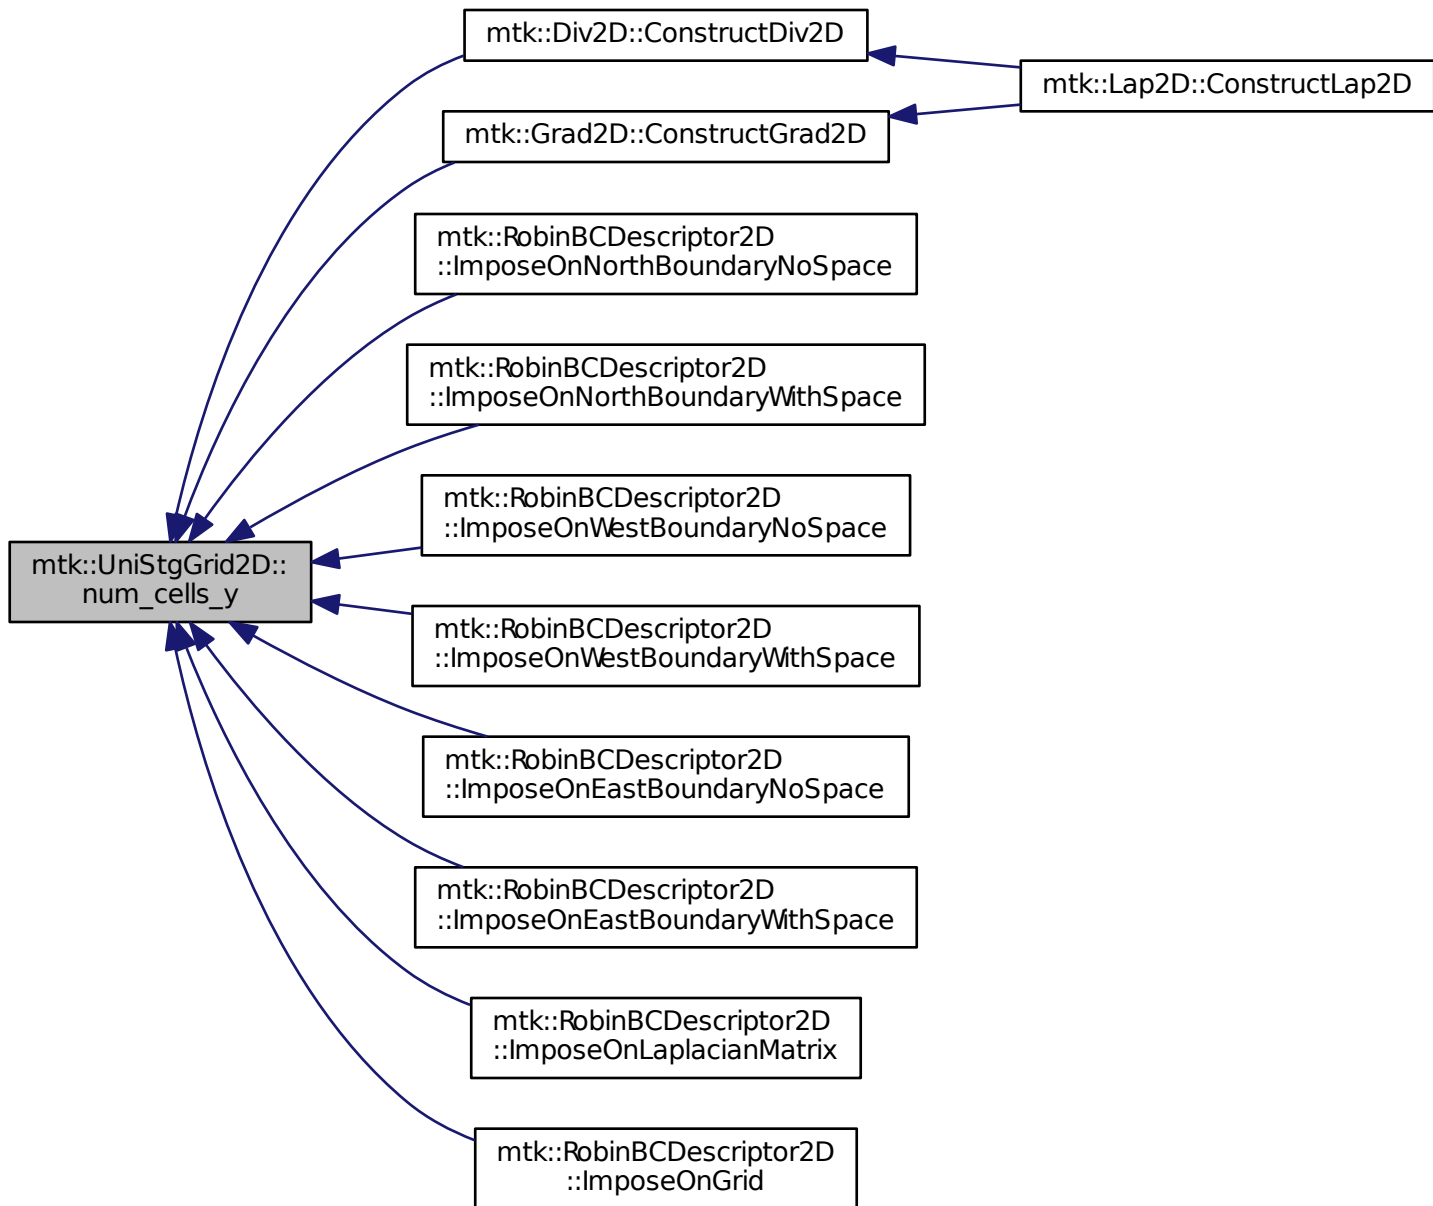 mtk::Div2D::ConstructDiv2D
mtk::Lap2D::ConstructLap2D
mtk::Grad2D::ConstructGrad2D
mtk::RobinBCDescriptor2D
::ImposeOnNorthBoundaryNoSpace
mtk::RobinBCDescriptor2D
::ImposeOnNorthBoundaryWithSpace
mtk::RobinBCDescriptor2D
::ImposeOnWestBoundaryNoSpace
mtk::UniStgGrid2D::
num_cells_y
mtk::RobinBCDescriptor2D
::ImposeOnWestBoundaryWithSpace
mtk::RobinBCDescriptor2D
::ImposeOnEastBoundaryNoSpace
mtk::RobinBCDescriptor2D
::ImposeOnEastBoundaryWithSpace
mtk::RobinBCDescriptor2D
::ImposeOnLaplacianMatrix
mtk::RobinBCDescriptor2D
::ImposeOnGrid